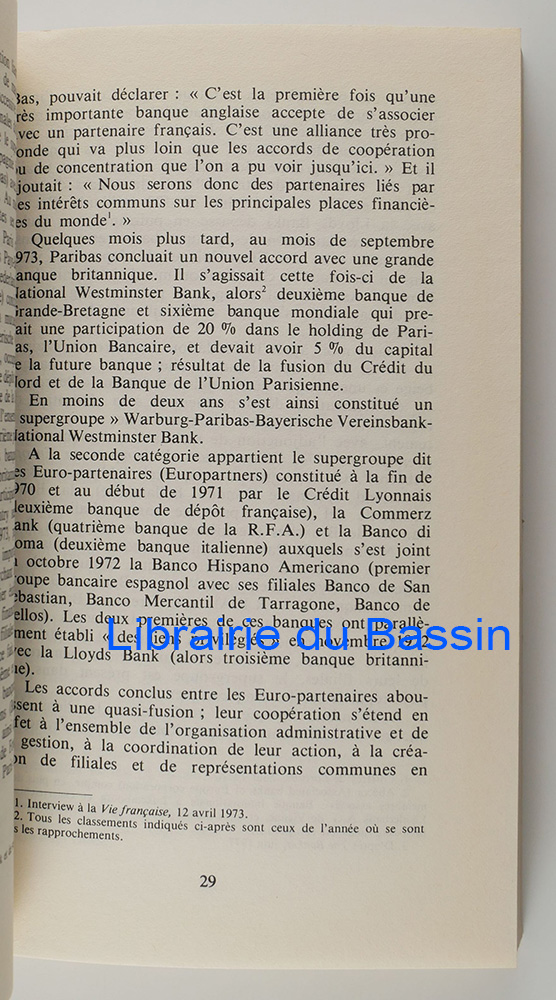 Bas, pouvait déclarer : « C'est la première fois qu'une
rès importante banque anglaise accepte de s'associer
vec un partenaire français. C'est une alliance très pro-
onde qui va plus loin que les accords de coopération
ou de concentration que l'on a pu voir jusqu'ici. » Et il
joutait : « Nous serons donc des partenaires liés par
es intérêts communs sur les principales places financiè-
es du monde¹. »
Quelques mois plus tard, au mois de septembre
1973, Paribas concluait un nouvel accord avec une grande
banque britannique. Il s'agissait cette fois-ci de la
National Westminster Bank, alors² deuxième banque de
Grande-Bretagne et sixième banque mondiale qui pre-
ait une participation de 20 % dans le holding de Pari-
as, l'Union Bancaire, et devait avoir 5 % du capital
e la future banque ; résultat de la fusion du Crédit du
Nord et de la Banque de l'Union Parisienne.
En moins de deux ans s'est ainsi constitué un
supergroupe » Warburg-Paribas-Bayerische Vereinsbank-
National Westminster Bank.
A la seconde catégorie appartient le supergroupe dit
es Euro-partenaires (Europartners) constitué à la fin de
1970 et au début de 1971 par le Crédit Lyonnais
deuxième banque de dépôt française), la Commerz
ank (quatrième banque de la R.F.A.) et la Banco di
oma (deuxième banque italienne) auxquels s'est joint
n octobre 1972 la Banco Hispano Americano (premier
roupe bancaire espagnol avec ses filiales Banco de San
ebastian, Banco Mercantil de Tarragone, Banco de
ellos). Les deux premières de ces banques ont parallè-
ment établi « des liens privilégiés » en novembre 1972
vec la Lloyds Bank (alors troisième banque britanni-
ue).
Librairie du Bassin
Les accords conclus entre les Euro-partenaires abou-
ssent à une quasi-fusion ; leur coopération s'étend en
fet à l'ensemble de l'organisation administrative et de
gestion, à la coordination de leur action, à la créa-
on de filiales et de représentations communes en
1. Interview à la Vie française, 12 avril 1973.
2. Tous les classements indiqués ci-après sont ceux de l'année où se sont
s les rapprochements.
29